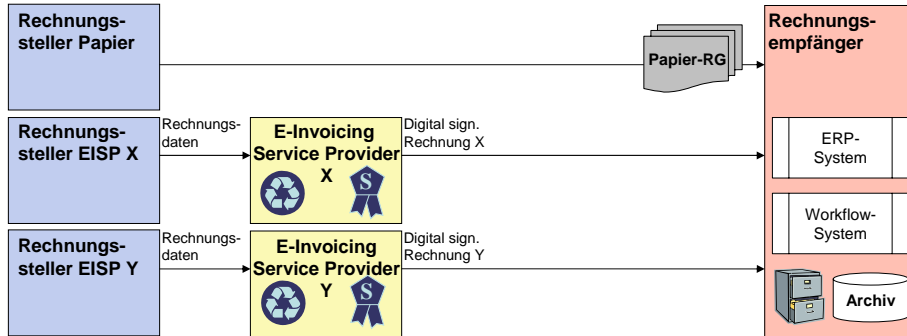 Rechnungs-
steller Papier
Papier-RG
Rechnungs-
empfänger
Rechnungs-
steller EISP X
Rechnungs-
daten
E-Invoicing
Service Provider
X
S
Digital sign.
Rechnung X
ERP-
System
Workflow-
System
Rechnungs-
steller EISP Y
Rechnungs-
daten
E-Invoicing
Service Provider
Y
S
Digital sign.
Rechnung Y
Archiv